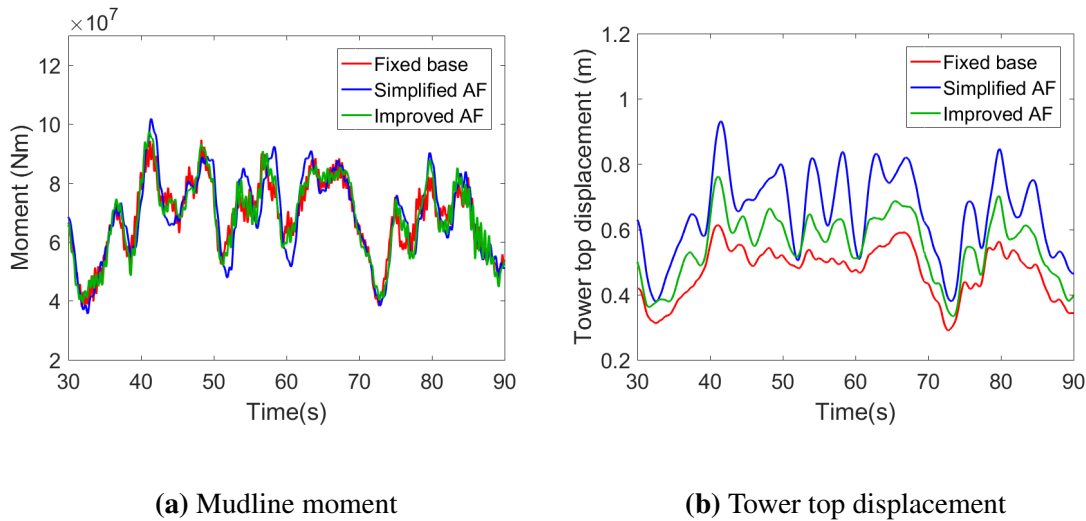 ×10⁷
12
10
8
6
4
2
Moment (Nm)
30 40 50 60 70 80 90
Time(s)
Fixed base
Simplified AF
Improved AF
(a) Mudline moment
1.2
1
0.8
0.6
0.4
0.2
Tower top displacement (m)
30 40 50 60 70 80 90
Time(s)
Fixed base
Simplified AF
Improved AF
(b) Tower top displacement